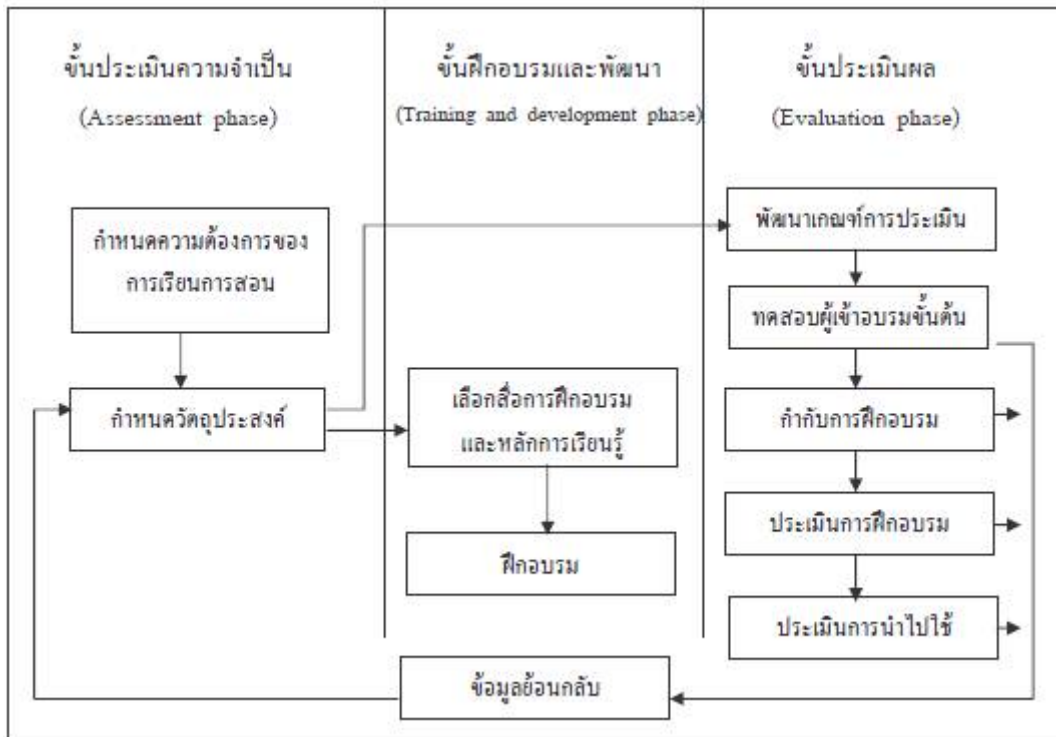 ขั้นประเมินความจำเป็น
(Assessment phase)
ขั้นฝึกอบรมและพัฒนา
(Training and development phase)
ขั้นประเมินผล
(Evaluation phase)
กำหนดความต้องการของ
การเรียนการสอน
กำหนดวัตถุประสงค์
เลือกสื่อการฝึกอบรม
และหลักการเรียนรู้
ฝึกอบรม
พัฒนาเกณฑ์การประเมิน
ทดสอบผู้เข้าอบรมขั้นต้น
กำกับการฝึกอบรม
ประเมินการฝึกอบรม
ประเมินการนำไปใช้
ข้อมูลย้อนกลับ